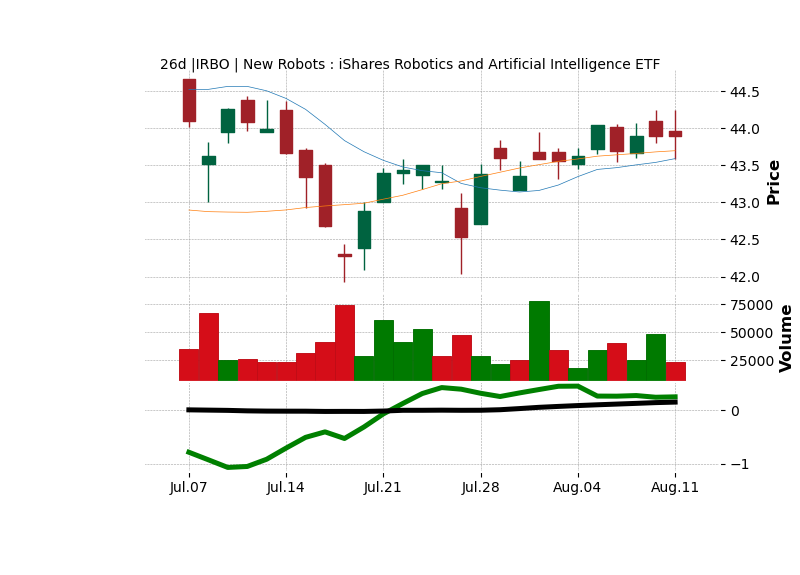 26d |IRBO | New Robots : iShares Robotics and Artificial Intelligence ETF
44.5
44.0
43.5
43.0
42.5
42.0
Price
75000
50000
25000
Volume
0
−1
Jul.07 Jul.14 Jul.21 Jul.28 Aug.04 Aug.11